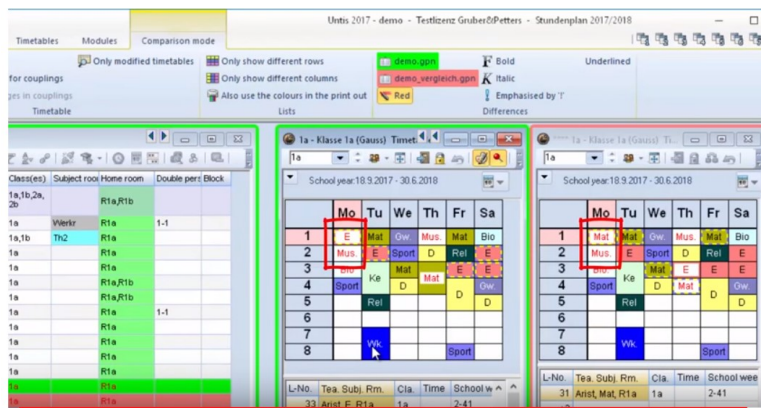 Untis 2017 - demo - Testlizenz Gruber&Petters - Stundenplan 2017/2018
Timetables Modules Comparison mode
Only modified timetables Only show different rows demo.gpn Bold Underlined
for couplings Only show different columns demo_vergleich.gpn Italic
ges in couplings Also use the colours in the print out Red Emphasised by '!'
Timetable Lists Differences
1a - Klasse 1a (Gauss) Timeti
1a - Klasse 1a (Gauss) Ti...
1a
1a
Class(es) Subject roo Home room Double pers Block
1a,1b,2a,
2b R1a,R1b
1a Werkr R1a 1-1
1a,1b Th2 R1a
1a R1a
1a R1a
1a R1a,R1b
1a R1a,R1b
1a R1a 1-1
1a R1a
1a R1a
1a R1a
1a R1a
1a R1a
1a R1a
School year:18.9.2017 - 30.6.2018
Mo Tu We Th Fr Sa
1 E Mat Gw. Mus. Mat Bio
2 Mus. E Sport D Rel E
3 Bio Ke Mat Mat E E
4 Sport D D Gw.
5 Rel D
6
7 Wk.
8 Sport
L-No. Tea. Subj. Rm. Cla. Time School w
33 Arist, E, R1a 1a 2-41
School year:18.9.2017 - 30.6.2018
Mo Tu We Th Fr Sa
1 Mat Mat Gw. Mus. Mat Bio
2 Mus. E Sport D Rel E
3 Bio Ke Mat E E E
4 Sport D Mat D Gw.
5 Rel D
6
7 Wk.
8 Sport
L-No. Tea. Subj. Rm. Cla. Time School wee
31 Arist, Mat, R1a 1a 2-41